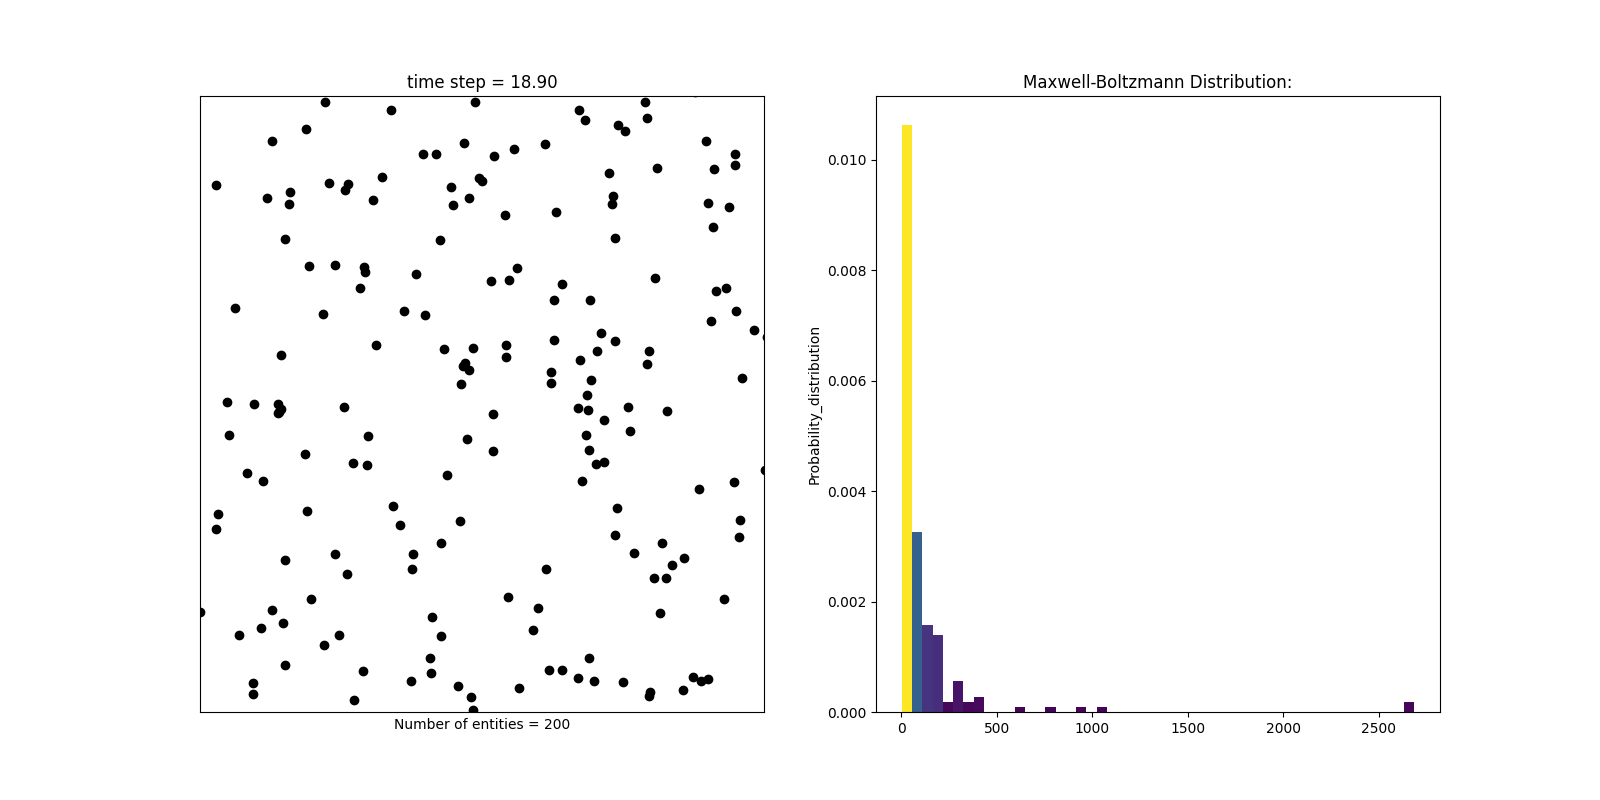 time step = 18.90
Number of entities = 200
Maxwell-Boltzmann Distribution:
Probability_distribution
0.010
0.008
0.006
0.004
0.002
0.000
0 500 1000 1500 2000 2500